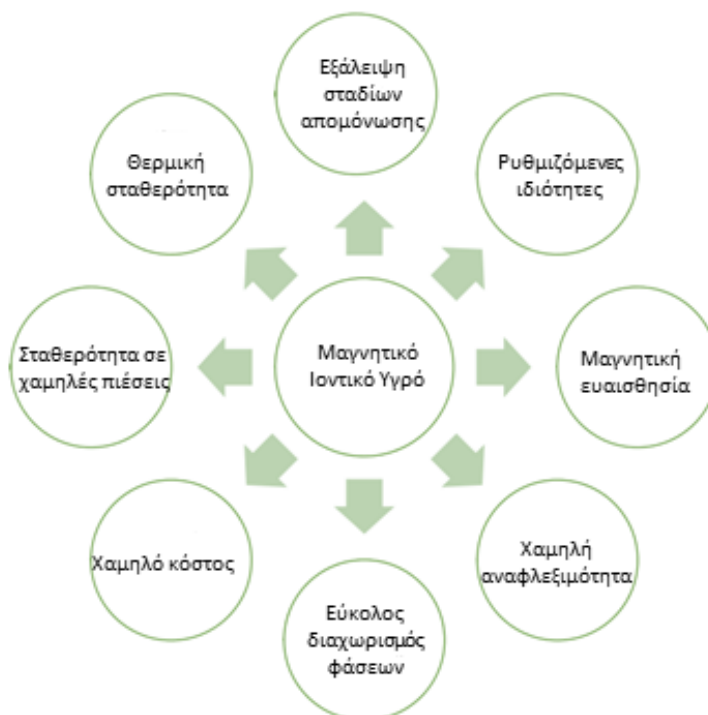 Εξάλειψη
σταδίων
απομόνωσης
Θερμική
σταθερότητα
Ρυθμιζόμενες
ιδιότητες
Σταθερότητα σε
χαμηλές πιέσεις
Μαγνητικό
Ιοντικό Υγρό
Μαγνητική
ευαισθησία
Χαμηλό κόστος
Χαμηλή
αναφλεξιμότητα
Εύκολος
διαχωρισμός
φάσεων